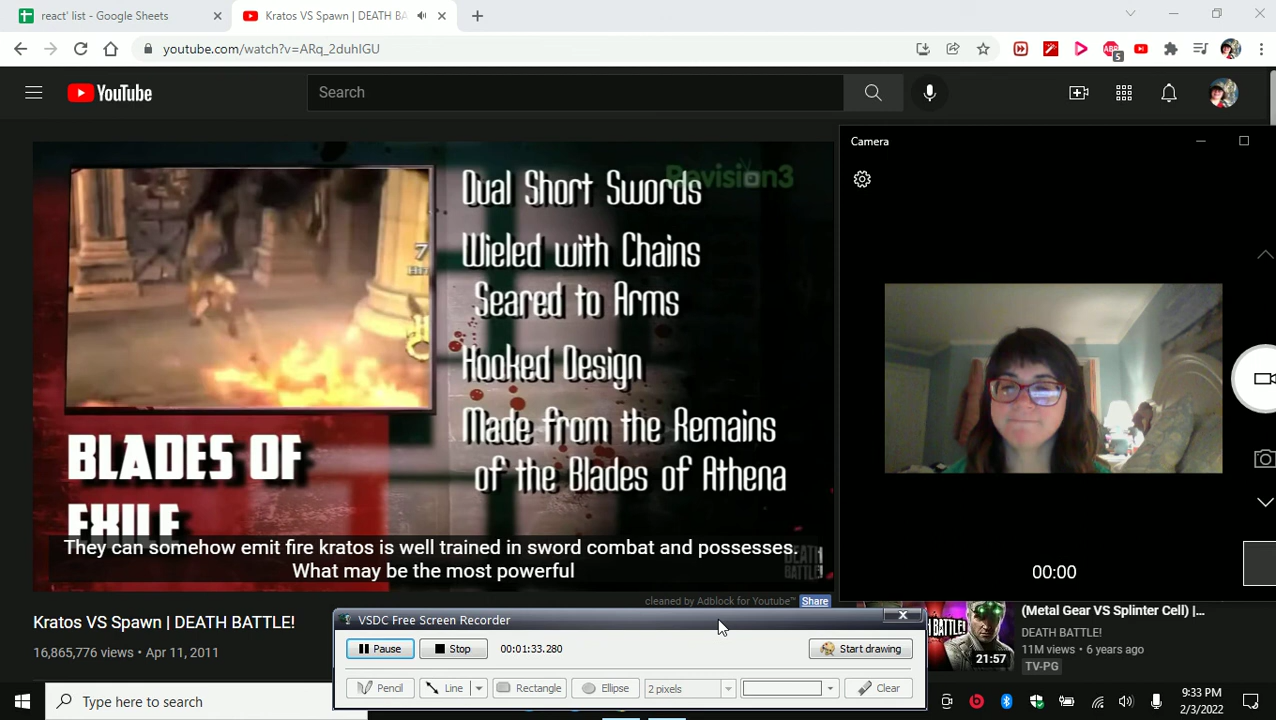 react' list - Google Sheets
Kratos VS Spawn | DEATH BA
youtube.com/watch?v=ARq_2duhIGU
5
YouTube
Search
Revision3
7
Dual Short Swords
Wieled with Chains
Seared to Arms
Hooked Design
Made from the Remains
of the Blades of Athena
BLADES OF
EXILE
They can somehow emit fire kratos is well trained in sword combat and possesses.
What may be the most powerful
DEATH
BATTLE!
Camera
00:00
cleaned by Adblock for Youtube™ Share
Kratos VS Spawn | DEATH BATTLE!
16,865,776 views • Apr 11, 2011
(Metal Gear VS Splinter Cell) |...
DEATH BATTLE!
11M views • 6 years ago
TV-PG
21:57
VSDC Free Screen Recorder
Pause
Stop
00:01:33.280
Start drawing
Pencil
Line
Rectangle
Ellipse
2 pixels
Clear
Type here to search
9:33 PM
2/3/2022